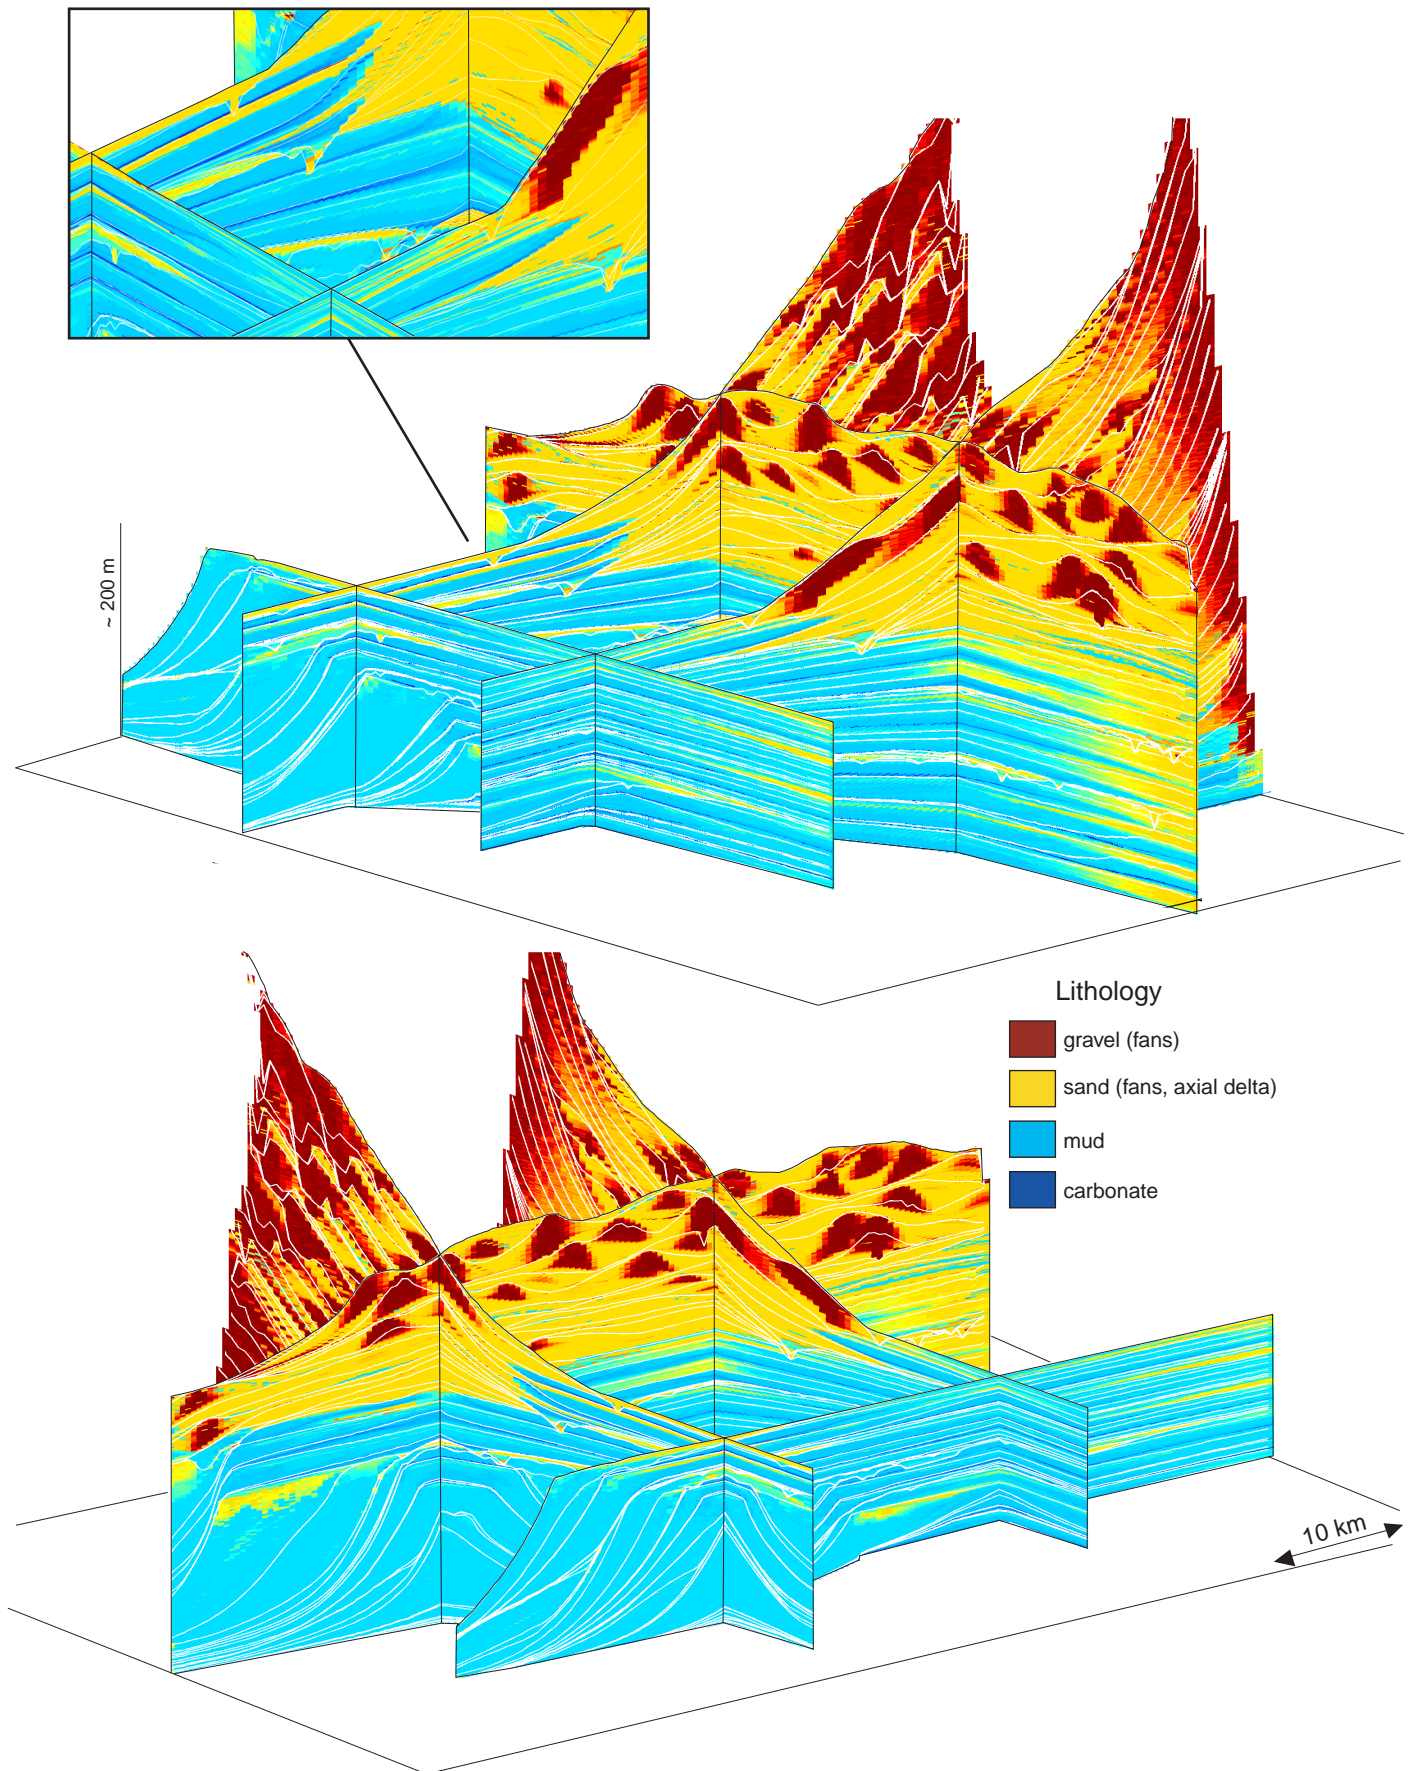 ~ 200 m
Lithology
gravel (fans)
sand (fans, axial delta)
mud
carbonate
10 km